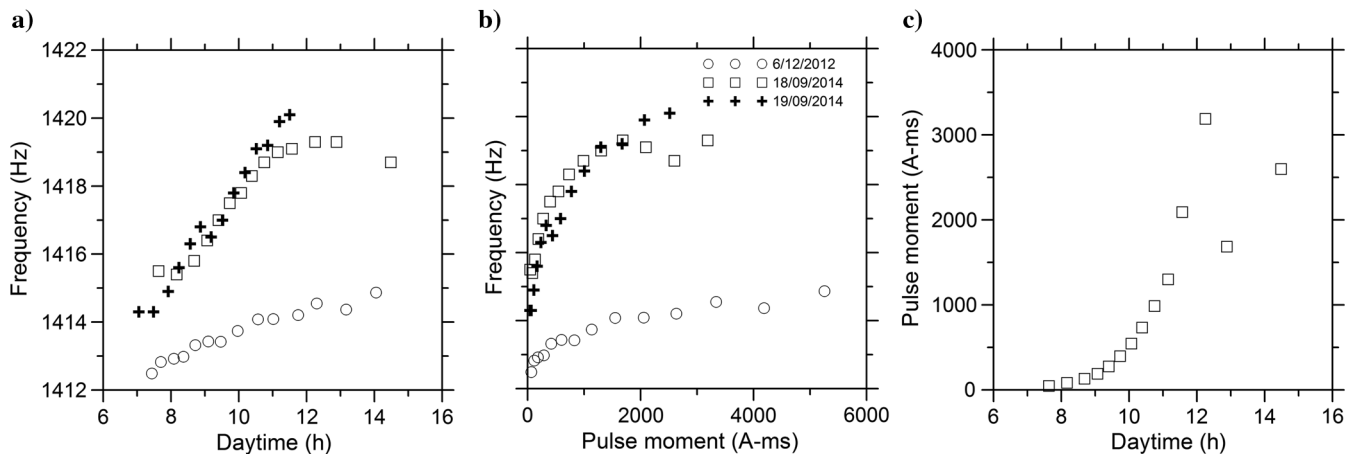 a)
Frequency (Hz)
1422
1420
1418
1416
1414
1412
6 8 10 12 14 16
Daytime (h)
b)
Frequency (Hz)
6/12/2012
18/09/2014
19/09/2014
0 2000 4000 6000
Pulse moment (A-ms)
c)
Pulse moment (A-ms)
4000
3000
2000
1000
0
6 8 10 12 14 16
Daytime (h)